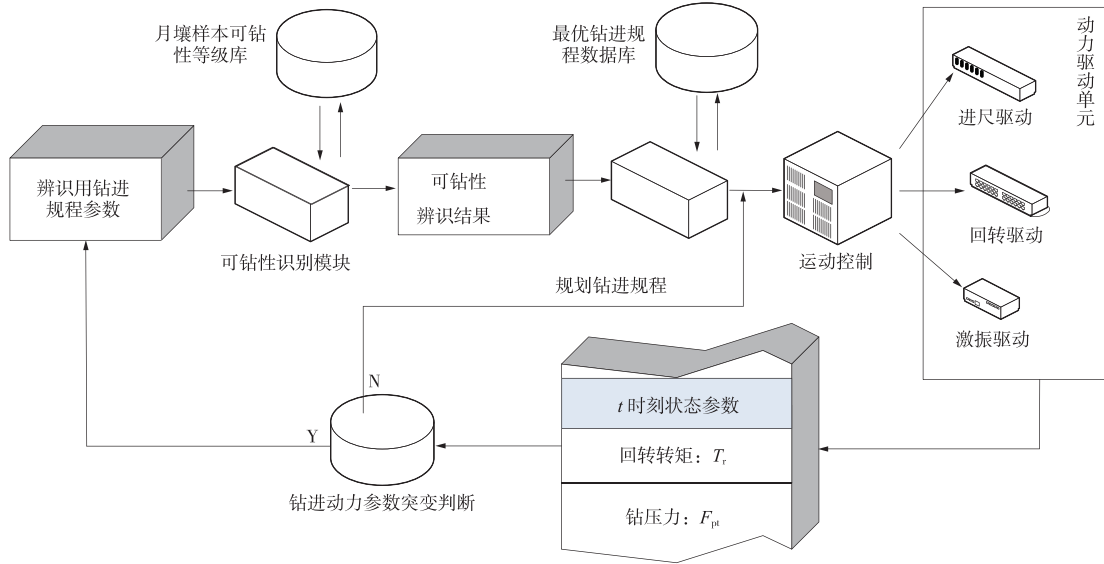 月壤样本可钻
性等级库
最优钻进规
程数据库
动力驱动单元
进尺驱动
辨识用钻进
规程参数
可钻性
辨识结果
回转驱动
可钻性识别模块
运动控制
规划钻进规程
激振驱动
N
t 时刻状态参数
Y
回转转矩：Tr
钻进动力参数突变判断
钻压力：Fpt